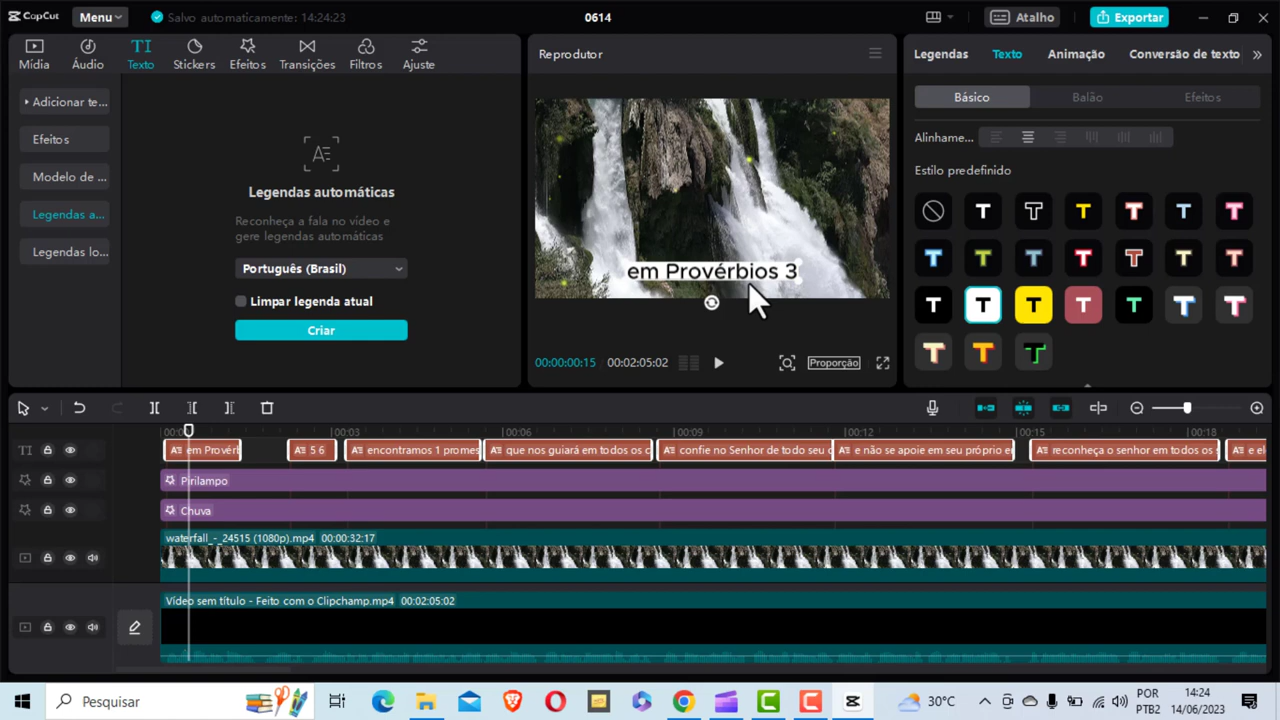 CapCut
Menu
Salvo automaticamente: 14:24:23
0614
Atalho
Exportar
Mídia
Áudio
Texto
Stickers
Efeitos
Transições
Filtros
Ajuste
Adicionar te...
Efeitos
Modelo de ...
Legendas a...
Legendas lo...
Legendas automáticas
Reconheça a fala no vídeo e
gere legendas automáticas
Português (Brasil)
Limpar legenda atual
Criar
Reprodutor
em Provérbios 3
00:00:00:15
00:02:05:02
Proporção
Legendas
Texto
Animação
Conversão de texto
Básico
Balão
Efeitos
Alinhame...
Estilo predefinido
00:03
00:06
00:09
00:12
00:15
00:18
em Provérl
5 6
encontramos 1 promes
que nos guiará em todos os c
confie no Senhor de todo seu c
e não se apoie em seu próprio e
reconheça o senhor em todos os
e el
Pirilampo
Chuva
waterfall_-_24515 (1080p).mp4 00:00:32:17
Vídeo sem título - Feito com o Clipchamp.mp4 00:02:05:02
Pesquisar
30°C
POR
PTB2
14:24
14/06/2023